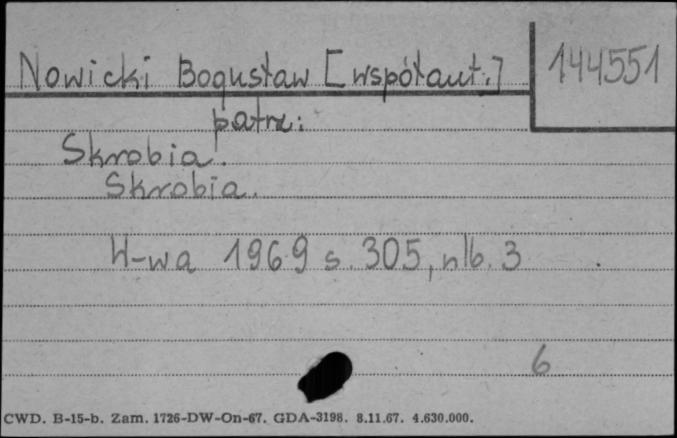 Nowicki Bogusław [współaut.]
144551
patrz:
Skrobia.
Skrobia.
W-wa 1969 s. 305, nlb. 3
6
CWD. B-15-b. Zam. 1726-DW-On-67. GDA-3198. 8.11.67. 4.630.000.